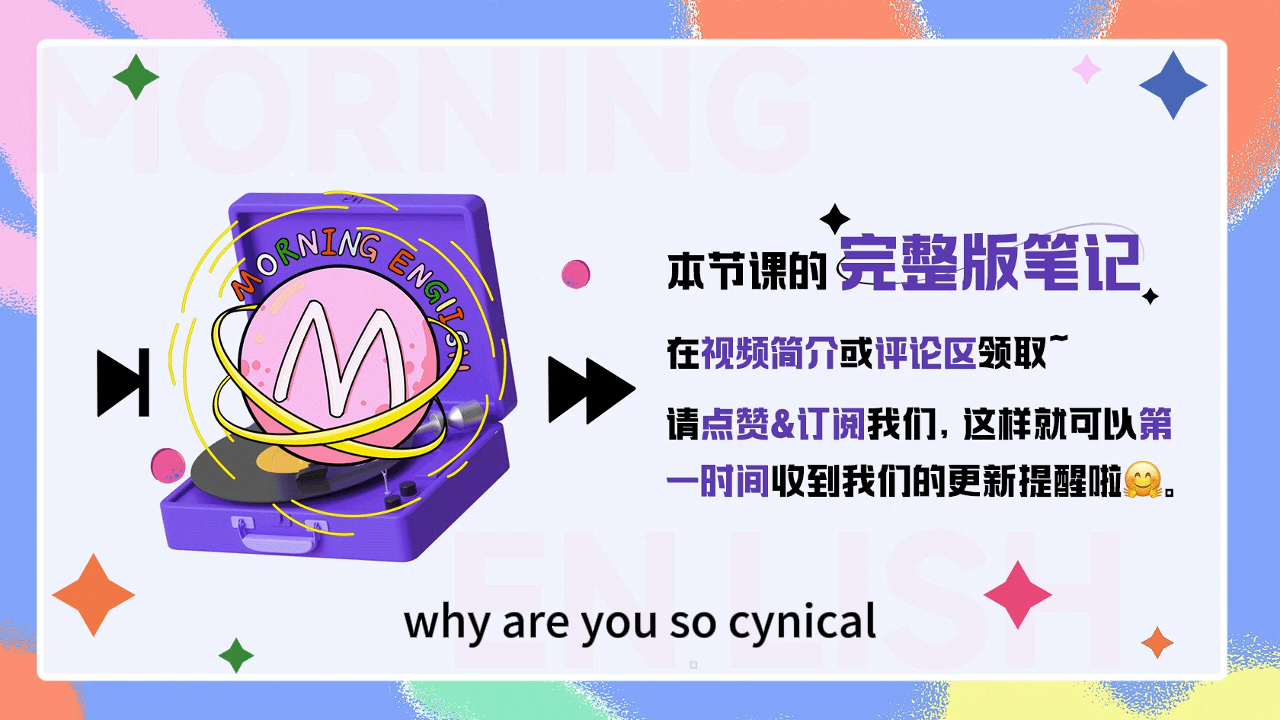 MORNING
MORNING ENGlISH
M
本节课的 完整版笔记
在视频简介或评论区领取~
请点赞&订阅我们, 这样就可以第
一时间收到我们的更新提醒啦🤗。
EN LISH
why are you so cynical